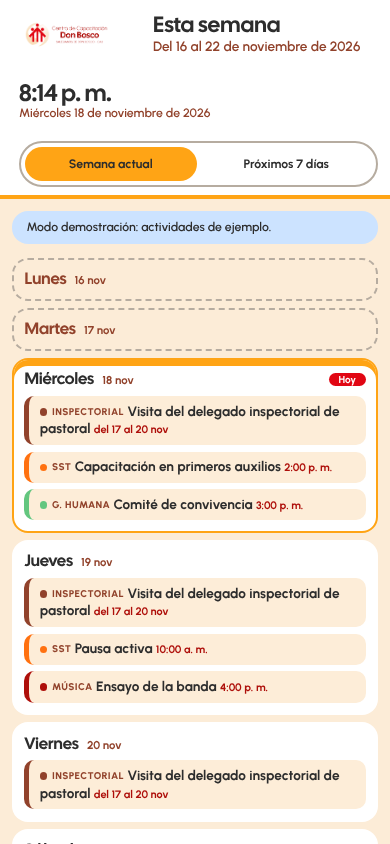 Centro de Capacitación
Don Bosco
Esta semana
Del 16 al 22 de noviembre de 2026
8:14 p. m.
Miércoles 18 de noviembre de 2026
Semana actual
Próximos 7 días
Modo demostración: actividades de ejemplo.
Lunes 16 nov
Martes 17 nov
Miércoles 18 nov
Hoy
INSPECTORIAL Visita del delegado inspectorial de
pastoral del 17 al 20 nov
SST Capacitación en primeros auxilios 2:00 p. m.
G. HUMANA Comité de convivencia 3:00 p. m.
Jueves 19 nov
INSPECTORIAL Visita del delegado inspectorial de
pastoral del 17 al 20 nov
SST Pausa activa 10:00 a. m.
MÚSICA Ensayo de la banda 4:00 p. m.
Viernes 20 nov
INSPECTORIAL Visita del delegado inspectorial de
pastoral del 17 al 20 nov